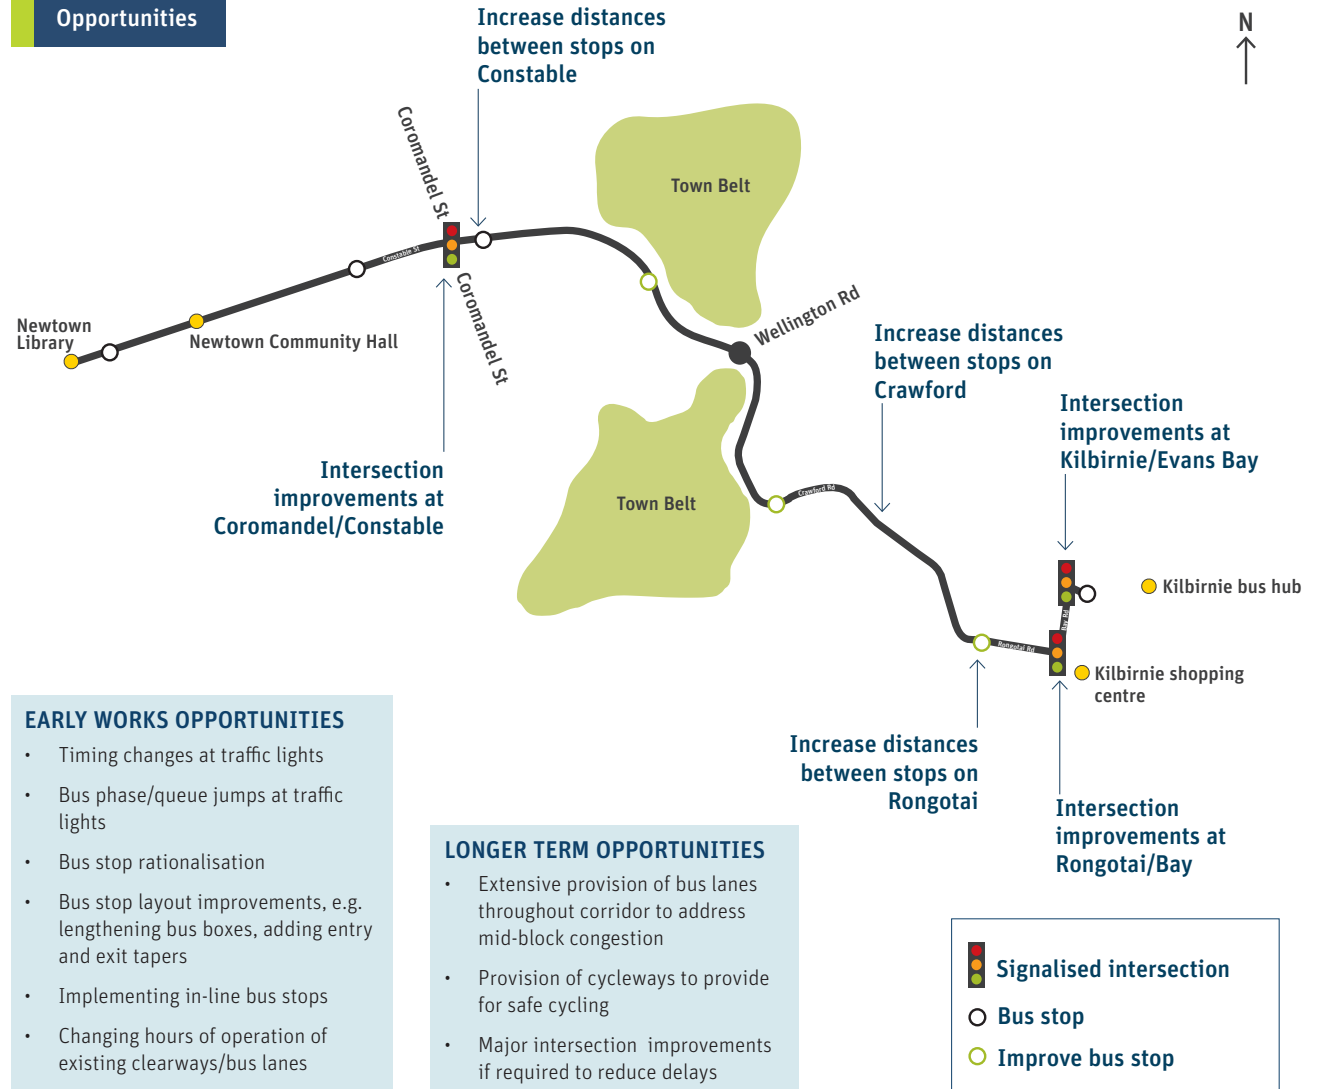 Opportunities
Increase distances
between stops on
Constable
N
Coromandel St
Town Belt
Constable St
Coromandel St
Wellington Rd
Newtown
Library
Newtown Community Hall
Increase distances
between stops on
Crawford
Intersection
improvements at
Kilbirnie/Evans Bay
Intersection
improvements at
Coromandel/Constable
Town Belt
Crawford Rd
Kilbirnie bus hub
Bay Rd
Rongotai Rd
Kilbirnie shopping
centre
Increase distances
between stops on
Rongotai
Intersection
improvements at
Rongotai/Bay
EARLY WORKS OPPORTUNITIES
• Timing changes at traffic lights
• Bus phase/queue jumps at traffic
lights
• Bus stop rationalisation
• Bus stop layout improvements, e.g.
lengthening bus boxes, adding entry
and exit tapers
• Implementing in-line bus stops
• Changing hours of operation of
existing clearways/bus lanes
LONGER TERM OPPORTUNITIES
• Extensive provision of bus lanes
throughout corridor to address
mid-block congestion
• Provision of cycleways to provide
for safe cycling
• Major intersection improvements
if required to reduce delays
Signalised intersection
Bus stop
Improve bus stop